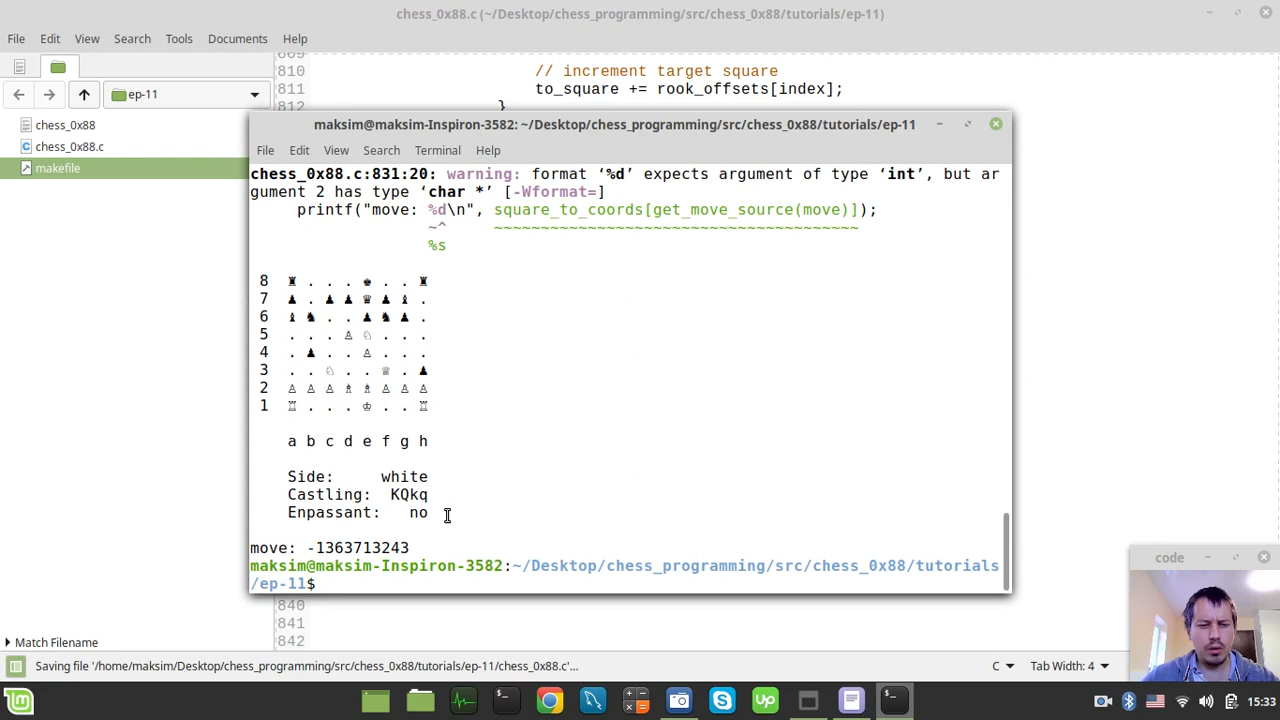 chess_0x88.c (~/Desktop/chess_programming/src/chess_0x88/tutorials/ep-11)
File Edit View Search Tools Documents Help
ep-11
chess_0x88
chess_0x88.c
makefile
809
810 // increment target square
811 to_square += rook_offsets[index];
812 }
maksim@maksim-Inspiron-3582: ~/Desktop/chess_programming/src/chess_0x88/tutorials/ep-11
File Edit View Search Terminal Help
chess_0x88.c:831:20: warning: format ‘%d’ expects argument of type ‘int’, but ar
gument 2 has type ‘char *’ [-Wformat=]
printf("move: %d\n", square_to_coords[get_move_source(move)]);
~^ ~~~~~~~~~~~~~~~~~~~~~~~~~~~~~~~~~~~~~~~
%s
8 ♜ . . . ♚ . . ♜
7 ♟ . ♟ ♟ ♛ ♟ ♝ .
6 ♝ ♞ . . ♟ ♞ ♟ .
5 . . . ♙ ♘ . . .
4 . ♟ . . ♙ . . .
3 . . ♘ . . ♕ . ♟
2 ♙ ♙ ♙ ♗ ♗ ♙ ♙ ♙
1 ♖ . . . ♔ . . ♖
a b c d e f g h
Side: white
Castling: KQkq
Enpassant: no
move: -1363713243
maksim@maksim-Inspiron-3582:~/Desktop/chess_programming/src/chess_0x88/tutorials
/ep-11$
840
841
842
code
Match Filename
Saving file '/home/maksim/Desktop/chess_programming/src/chess_0x88/tutorials/ep-11/chess_0x88.c'...
C
Tab Width: 4
15:33